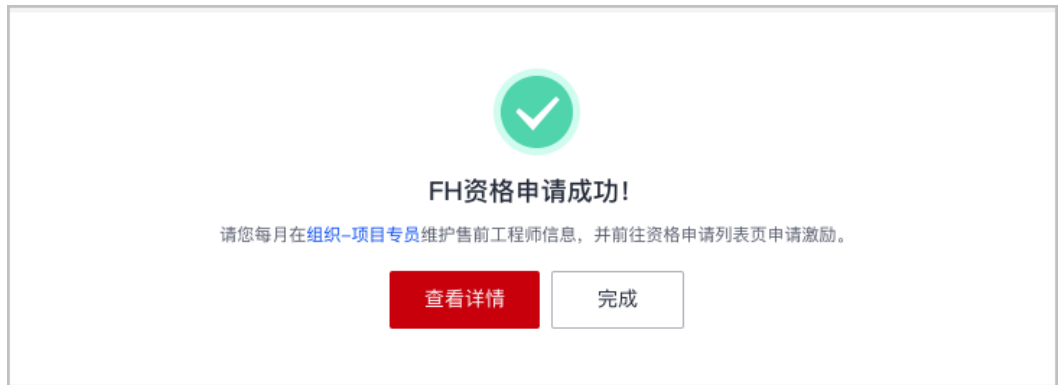 FH资格申请成功！
请您每月在组织-项目专员维护售前工程师信息，并前往资格申请列表页申请激励。
查看详情
完成